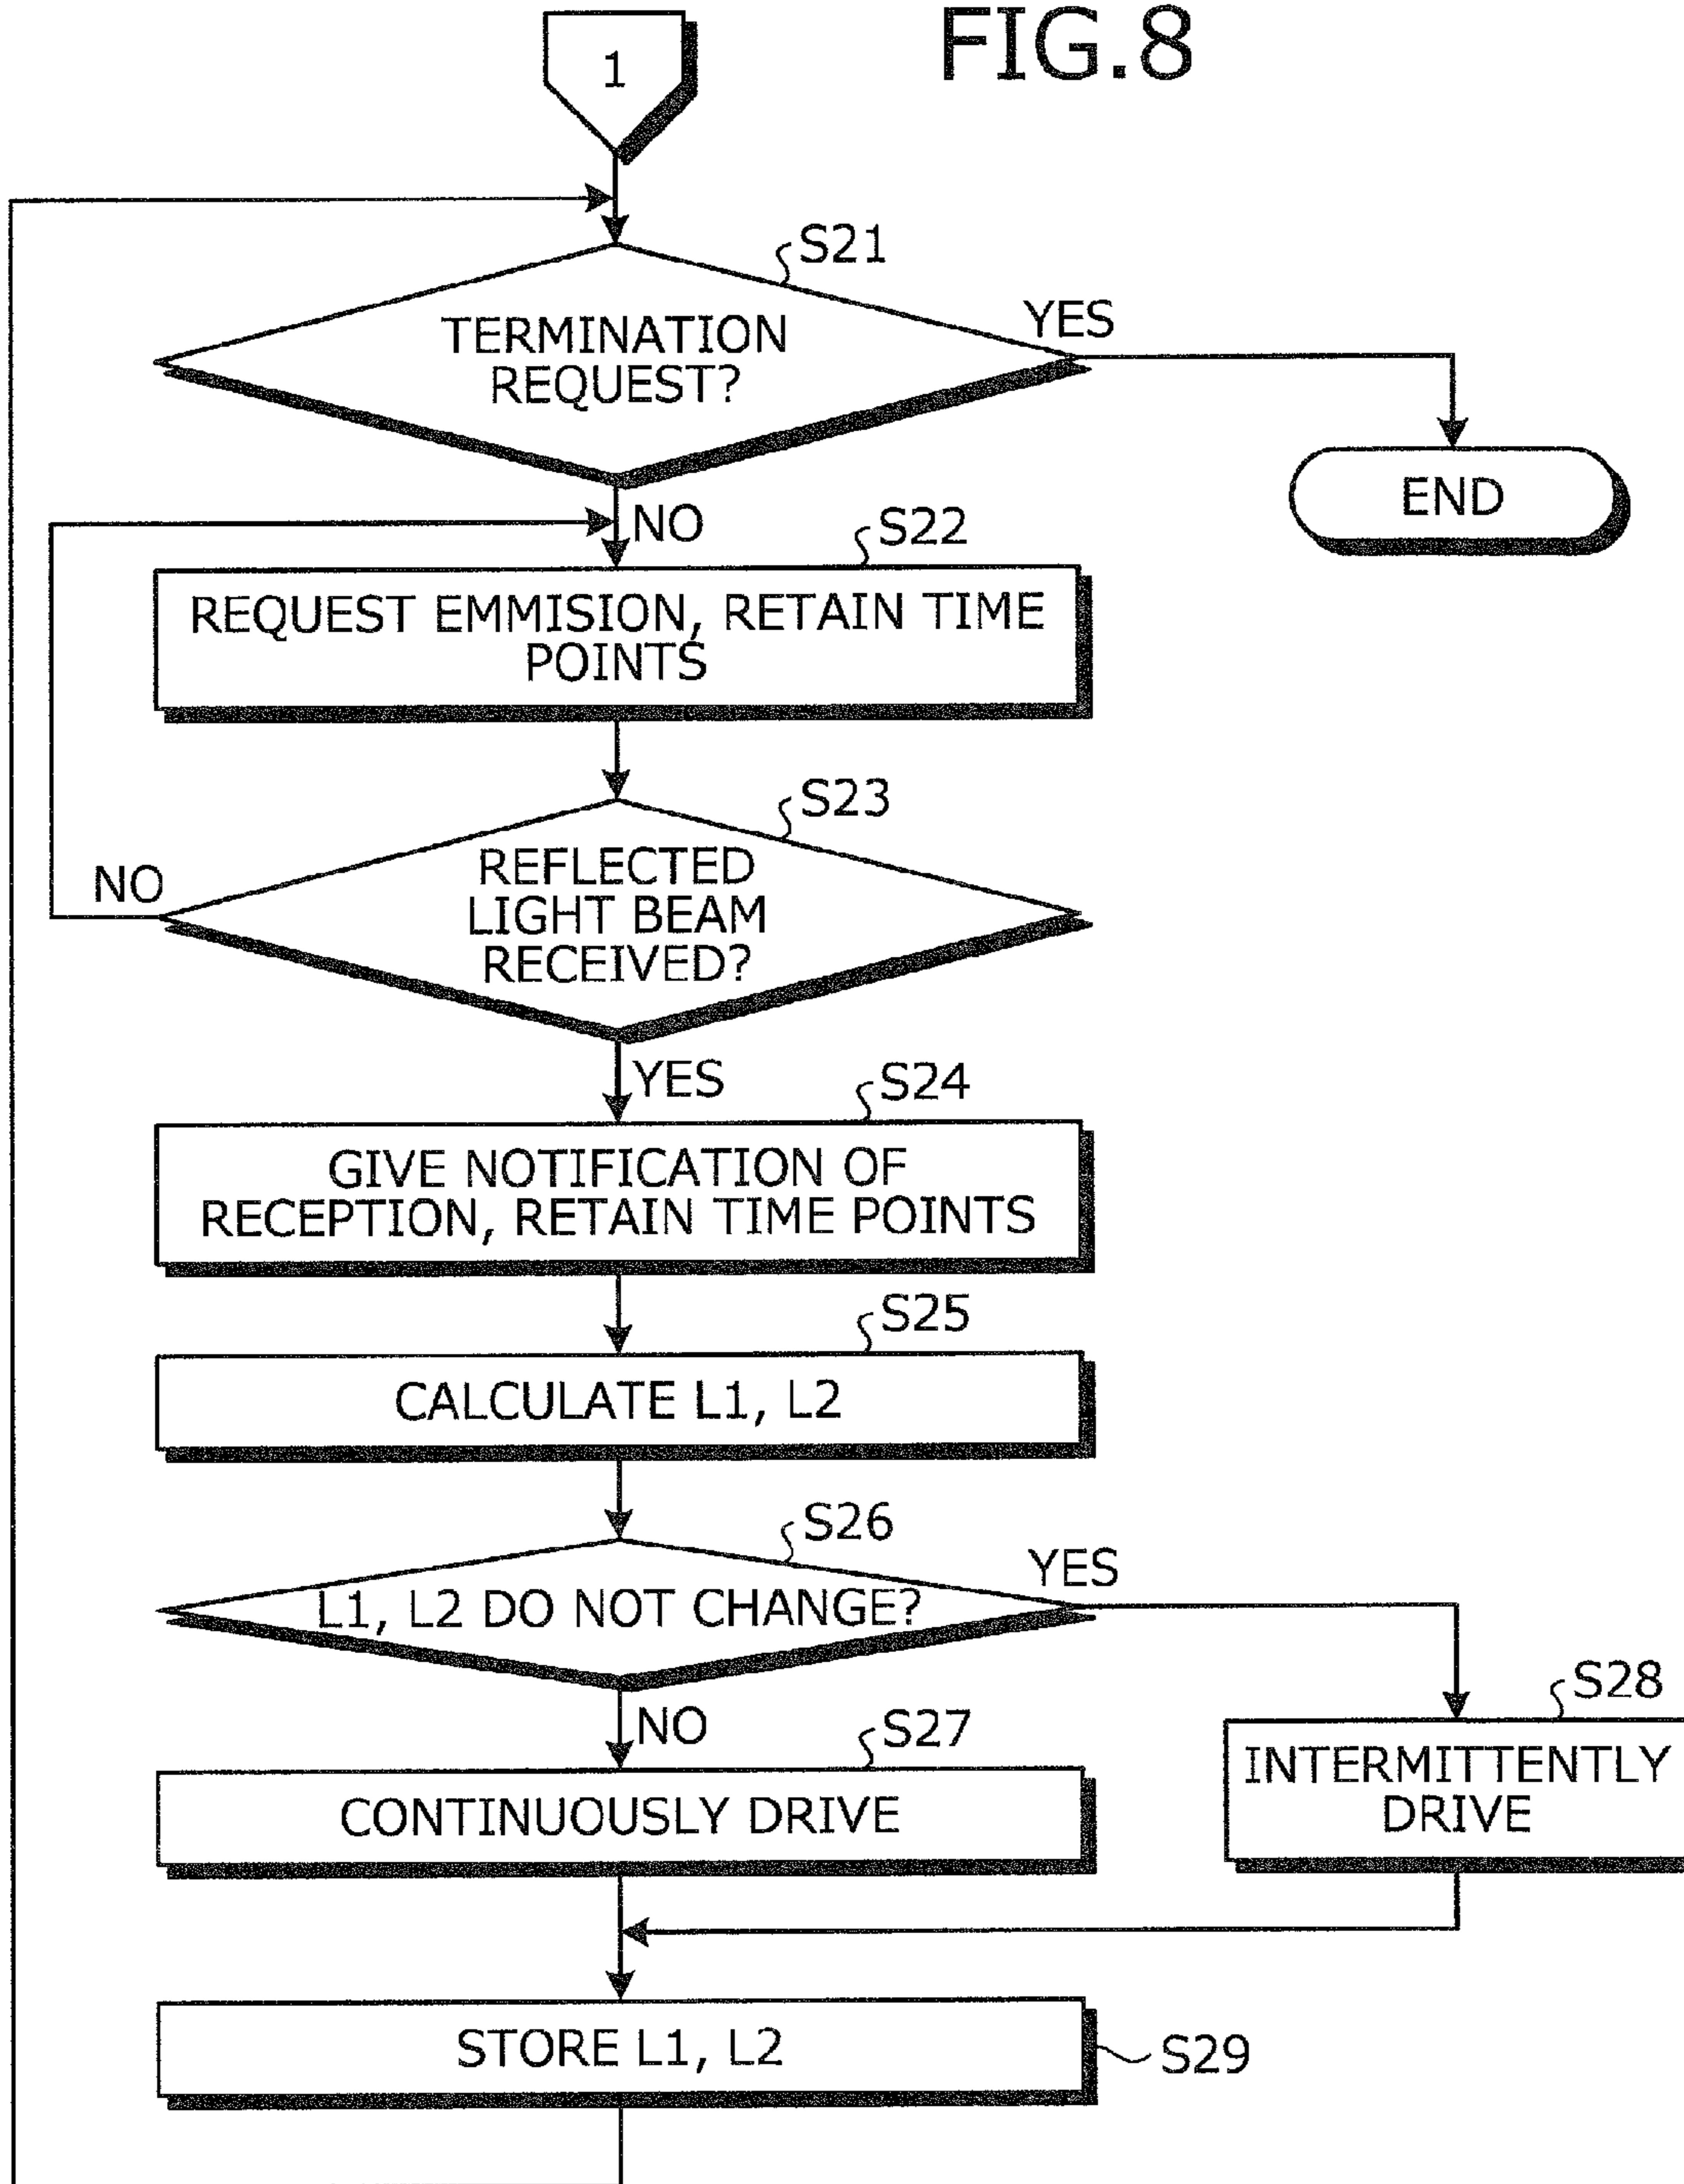 FIG.8
1
S21
TERMINATION
REQUEST?
YES
END
NO
S22
REQUEST EMMISION, RETAIN TIME
POINTS
S23
REFLECTED
LIGHT BEAM
RECEIVED?
NO
YES
S24
GIVE NOTIFICATION OF
RECEPTION, RETAIN TIME POINTS
S25
CALCULATE L1, L2
S26
L1, L2 DO NOT CHANGE?
YES
NO
S27
CONTINUOUSLY DRIVE
S28
INTERMITTENTLY
DRIVE
STORE L1, L2
S29